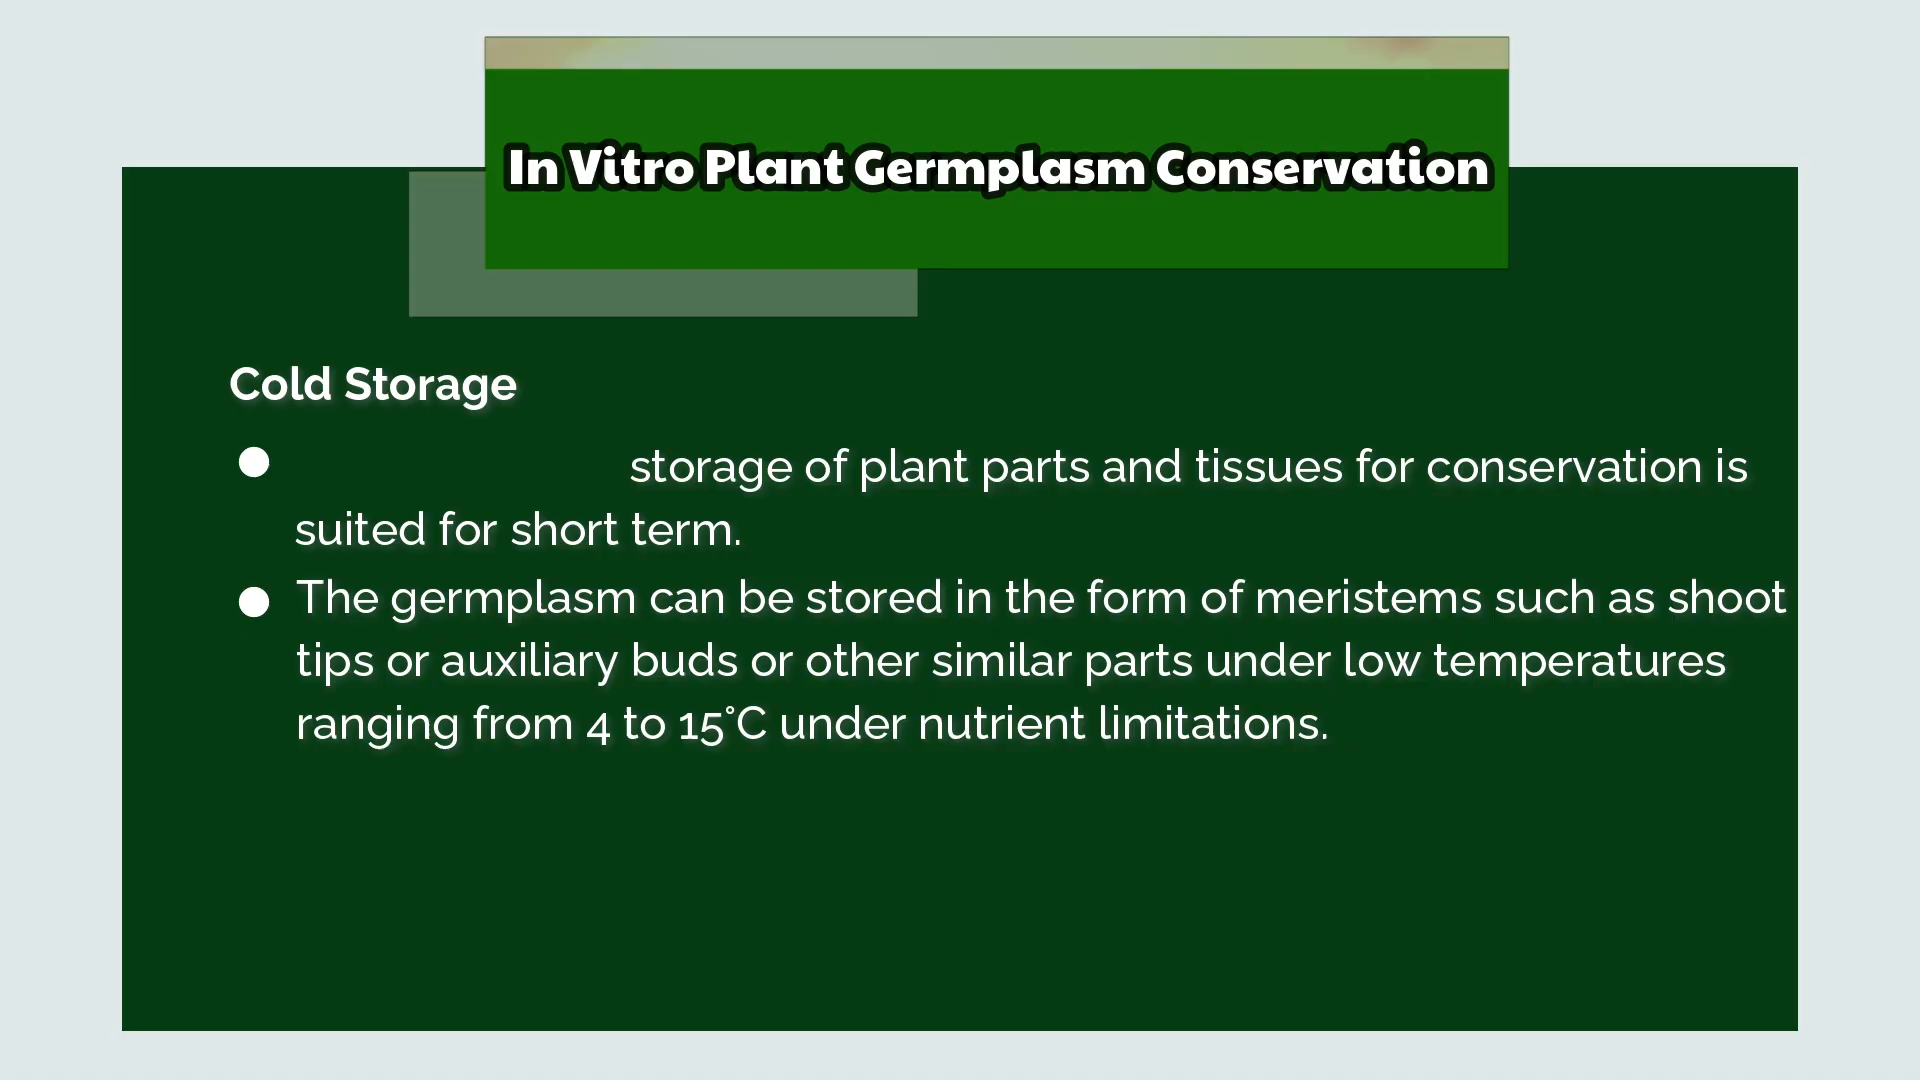 In Vitro Plant Germplasm Conservation
Cold Storage
● storage of plant parts and tissues for conservation is
suited for short term.
● The germplasm can be stored in the form of meristems such as shoot
tips or auxiliary buds or other similar parts under low temperatures
ranging from 4 to 15°C under nutrient limitations.